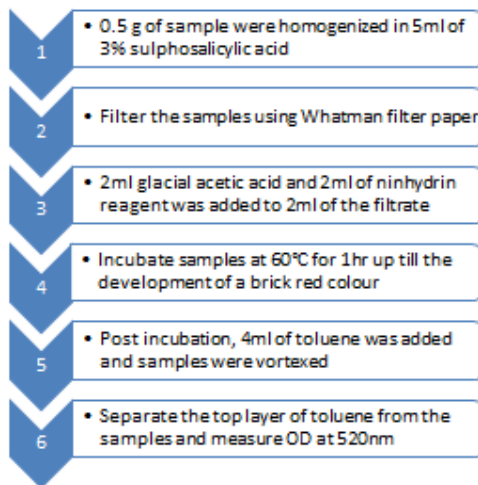 1
• 0.5 g of sample were homogenized in 5ml of
3% sulphosalicylic acid
2
• Filter the samples using Whatman filter paper
3
• 2ml glacial acetic acid and 2ml of ninhydrin
reagent was added to 2ml of the filtrate
4
• Incubate samples at 60°C for 1hr up till the
development of a brick red colour
5
• Post incubation, 4ml of toluene was added
and samples were vortexed
6
• Separate the top layer of toluene from the
samples and measure OD at 520nm